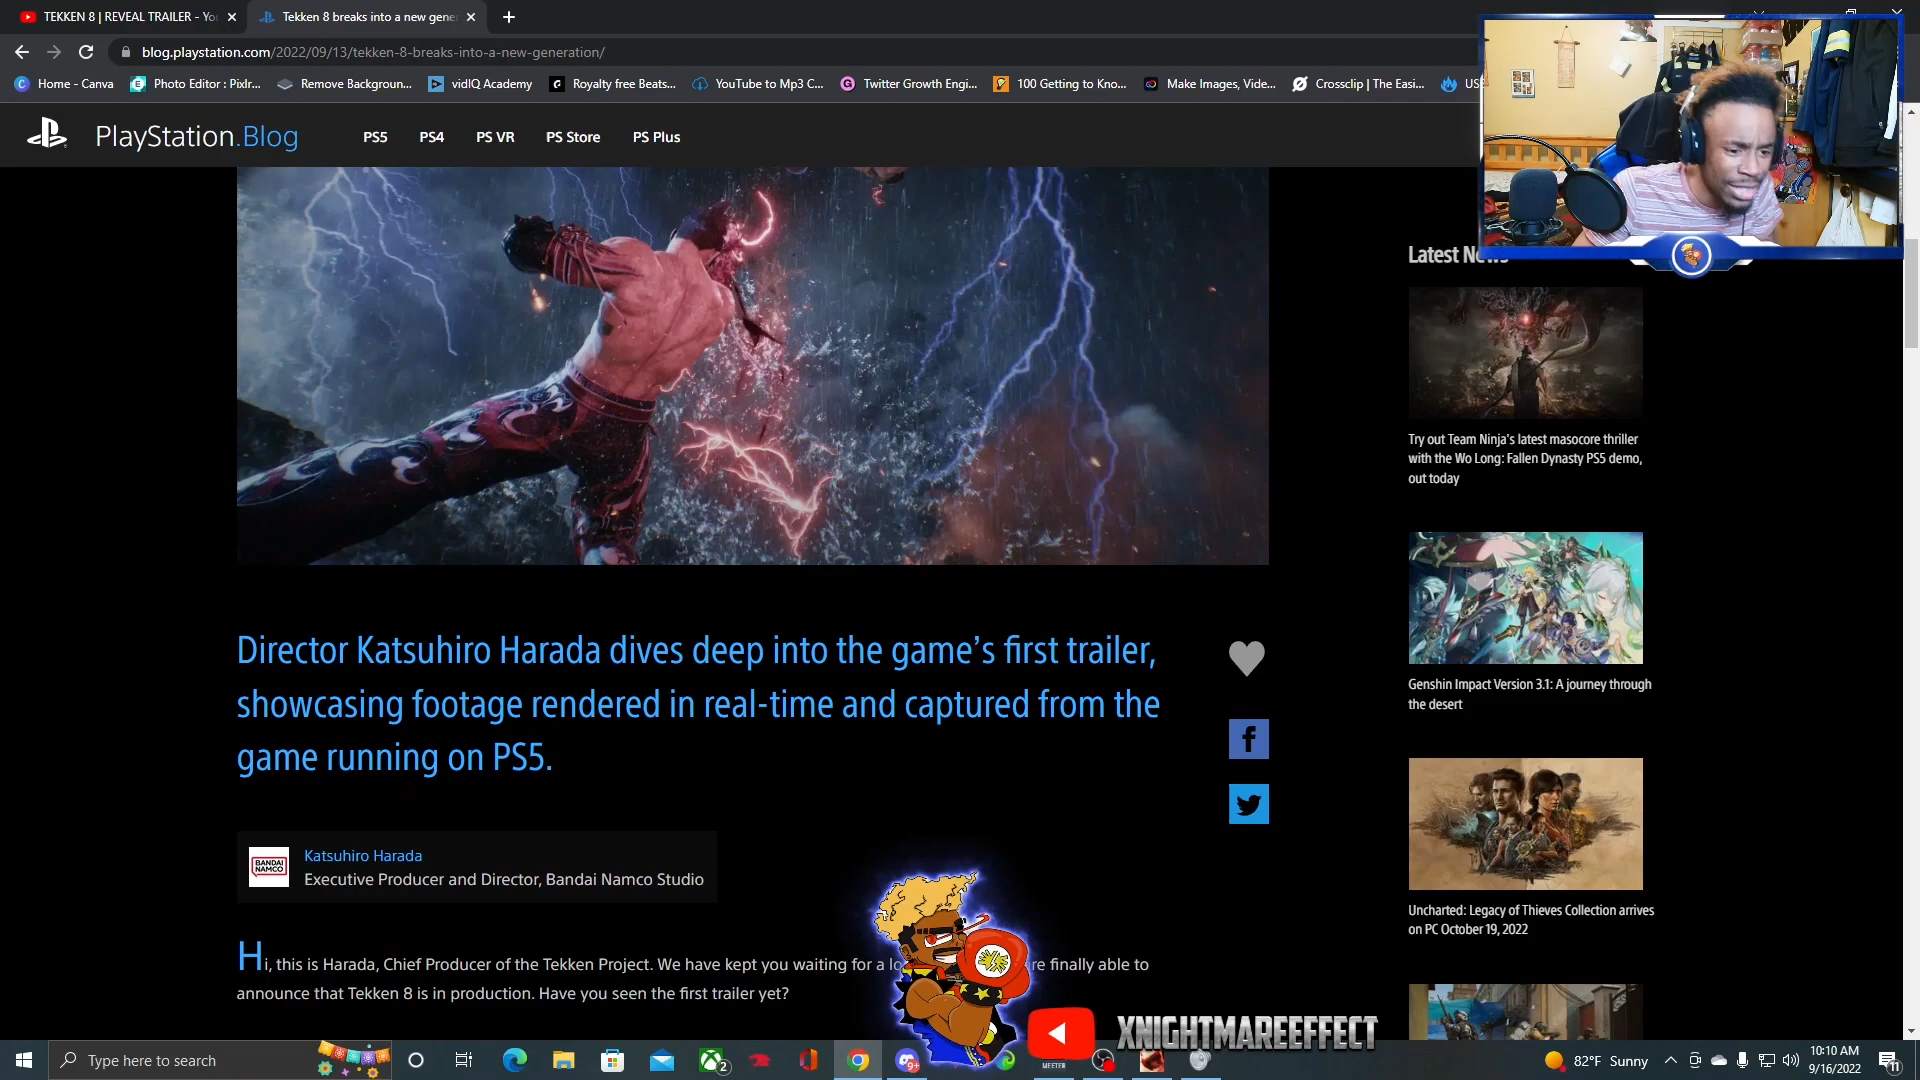 TEKKEN 8 | REVEAL TRAILER - Yo
Tekken 8 breaks into a new gene
blog.playstation.com/2022/09/13/tekken-8-breaks-into-a-new-generation/
Home - Canva
Photo Editor : Pixlr...
Remove Backgroun...
vidIQ Academy
Royalty free Beats...
YouTube to Mp3 C...
Twitter Growth Engi...
100 Getting to Kno...
Make Images, Vide...
Crossclip | The Easi...
PlayStation.Blog
PS5
PS4
PS VR
PS Store
PS Plus
Latest News
Try out Team Ninja's latest masocore thriller
with the Wo Long: Fallen Dynasty PS5 demo,
out today
Genshin Impact Version 3.1: A journey through
the desert
Uncharted: Legacy of Thieves Collection arrives
on PC October 19, 2022
Director Katsuhiro Harada dives deep into the game's first trailer,
showcasing footage rendered in real-time and captured from the
game running on PS5.
BANDAI
NAMCO
Katsuhiro Harada
Executive Producer and Director, Bandai Namco Studio
Hi, this is Harada, Chief Producer of the Tekken Project. We have kept you waiting for a lo re finally able to
announce that Tekken 8 is in production. Have you seen the first trailer yet?
XNIGHTMAREEFFECT
Type here to search
2
9+
MEETER
82°F Sunny
10:10 AM
9/16/2022
11